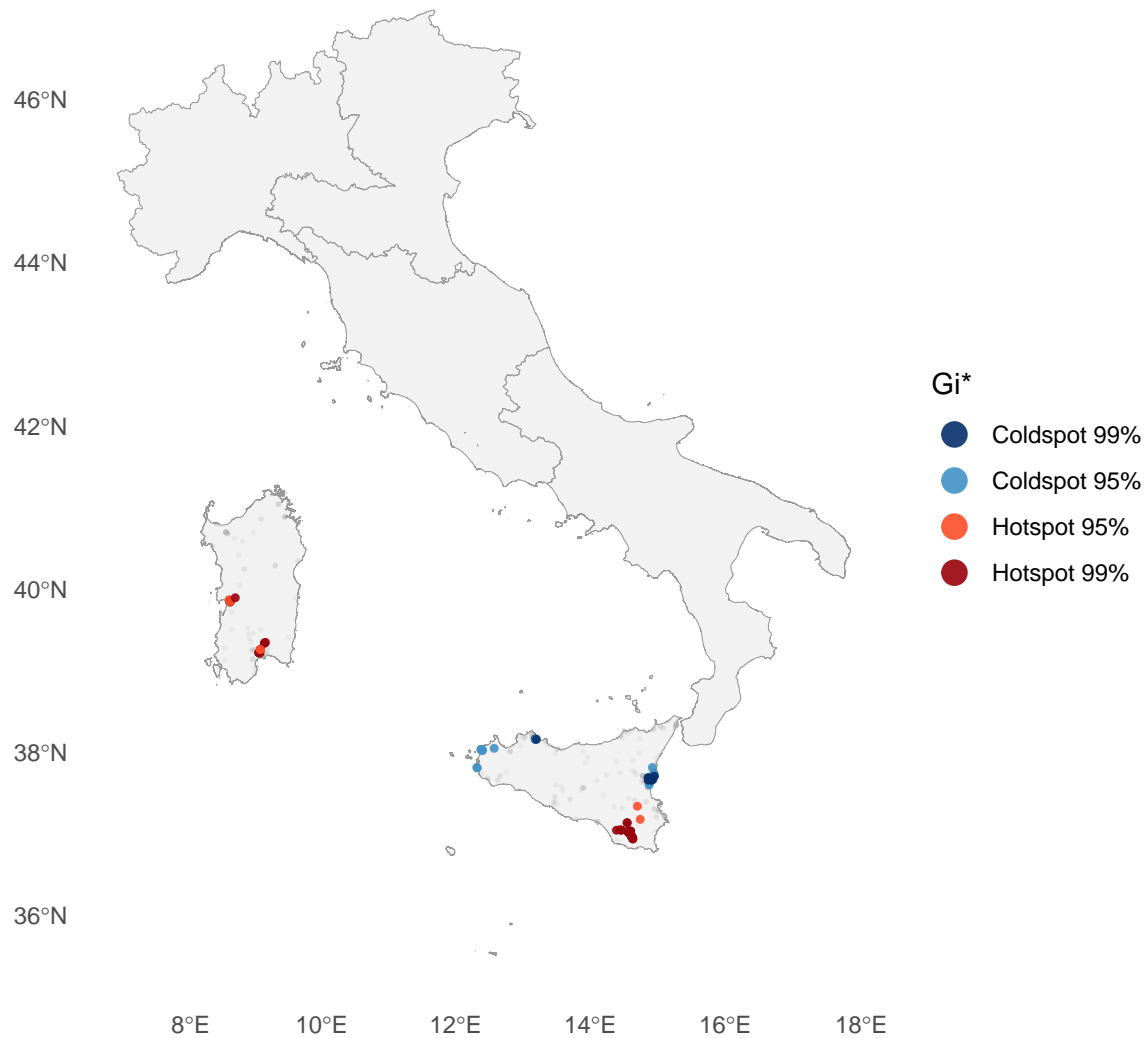 46°N
44°N
42°N
40°N
38°N
36°N
8°E
10°E
12°E
14°E
16°E
18°E
Gi*
Coldspot 99%
Coldspot 95%
Hotspot 95%
Hotspot 99%